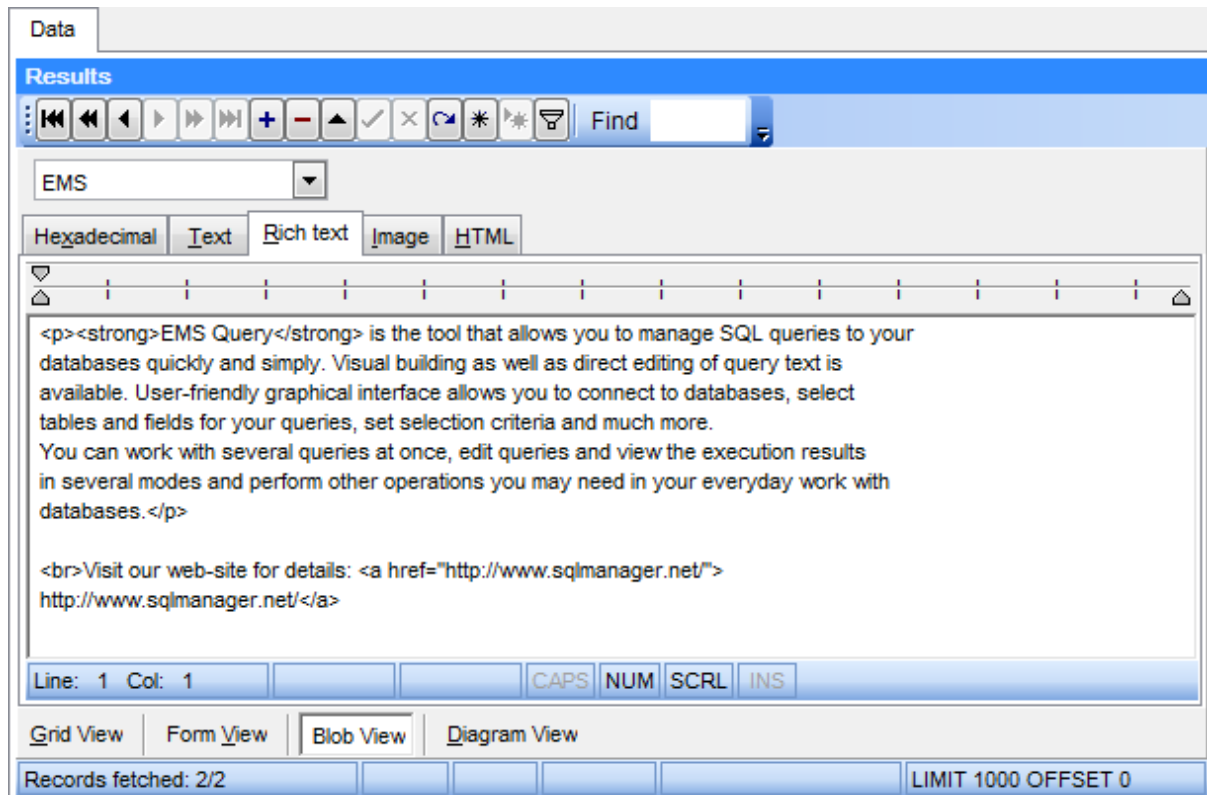 Data
Results
Find
EMS
Hexadecimal Text Rich text Image HTML
<p><strong>EMS Query</strong> is the tool that allows you to manage SQL queries to your
databases quickly and simply. Visual building as well as direct editing of query text is
available. User-friendly graphical interface allows you to connect to databases, select
tables and fields for your queries, set selection criteria and much more.
You can work with several queries at once, edit queries and view the execution results
in several modes and perform other operations you may need in your everyday work with
databases.</p>
<br>Visit our web-site for details: <a href="http://www.sqlmanager.net/">
http://www.sqlmanager.net/</a>
Line: 1 Col: 1 CAPS NUM SCRL INS
Grid View Form View Blob View Diagram View
Records fetched: 2/2 LIMIT 1000 OFFSET 0